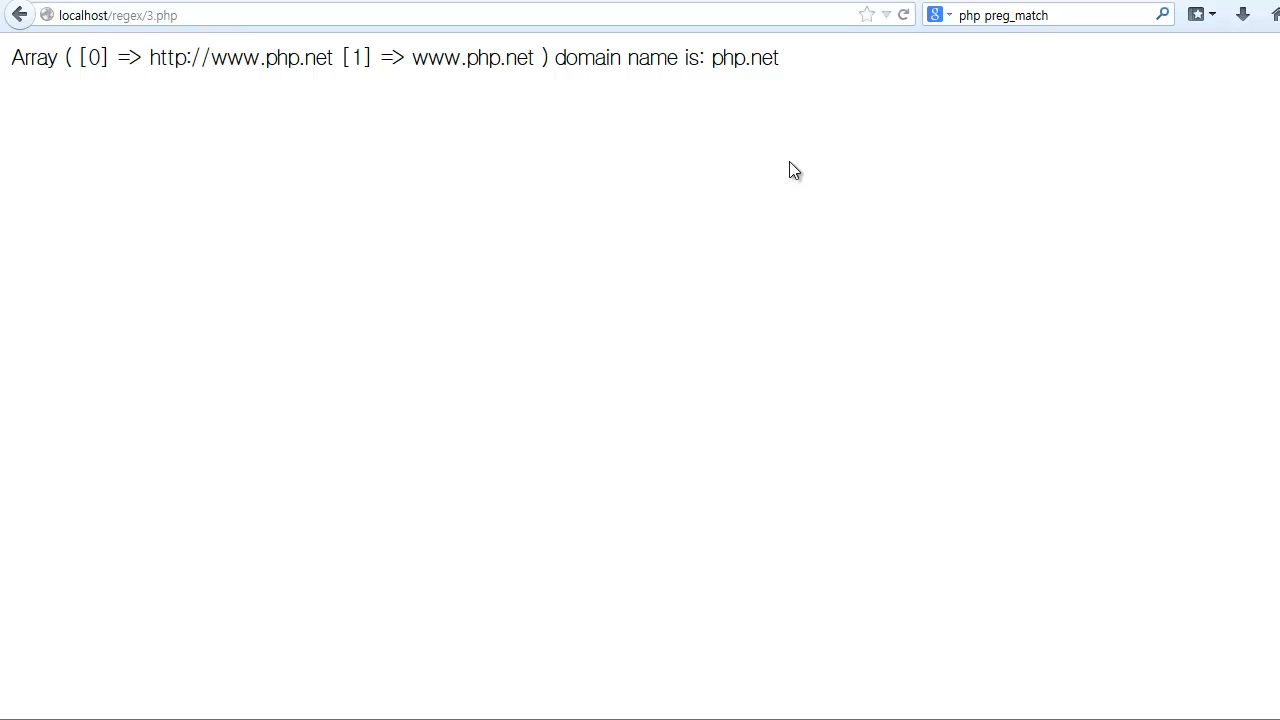 localhost/regex/3.php
8 php preg_match
Array ( [0] => http://www.php.net [1] => www.php.net ) domain name is: php.net